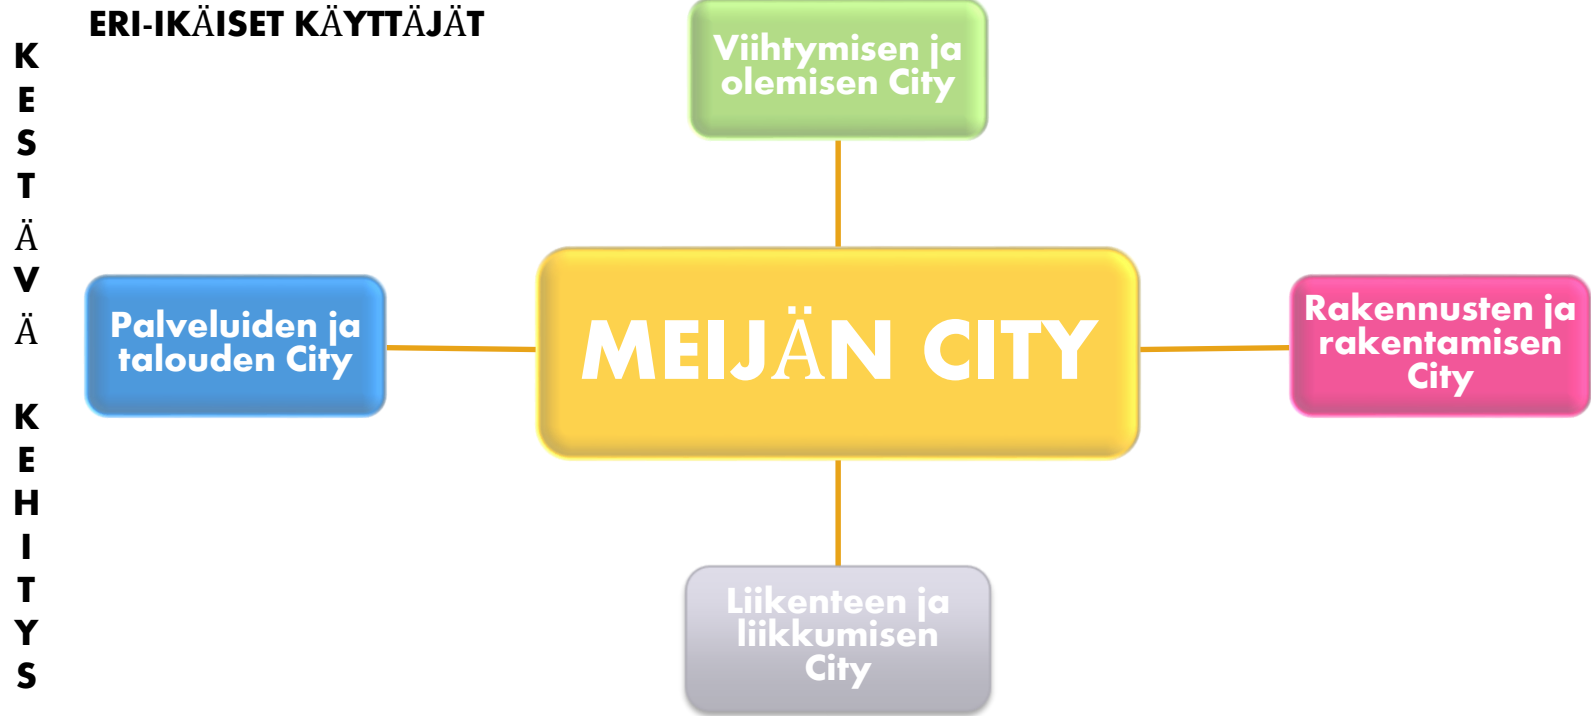 ERI-IKÄISET KÄYTTÄJÄT
K
E
S
T
Ä
V
Ä
K
E
H
I
T
Y
S
Viihtymisen ja
olemisen City
Palveluiden ja
talouden City
MEIJÄN CITY
Rakennusten ja
rakentamisen
City
Liikenteen ja
liikkumisen
City